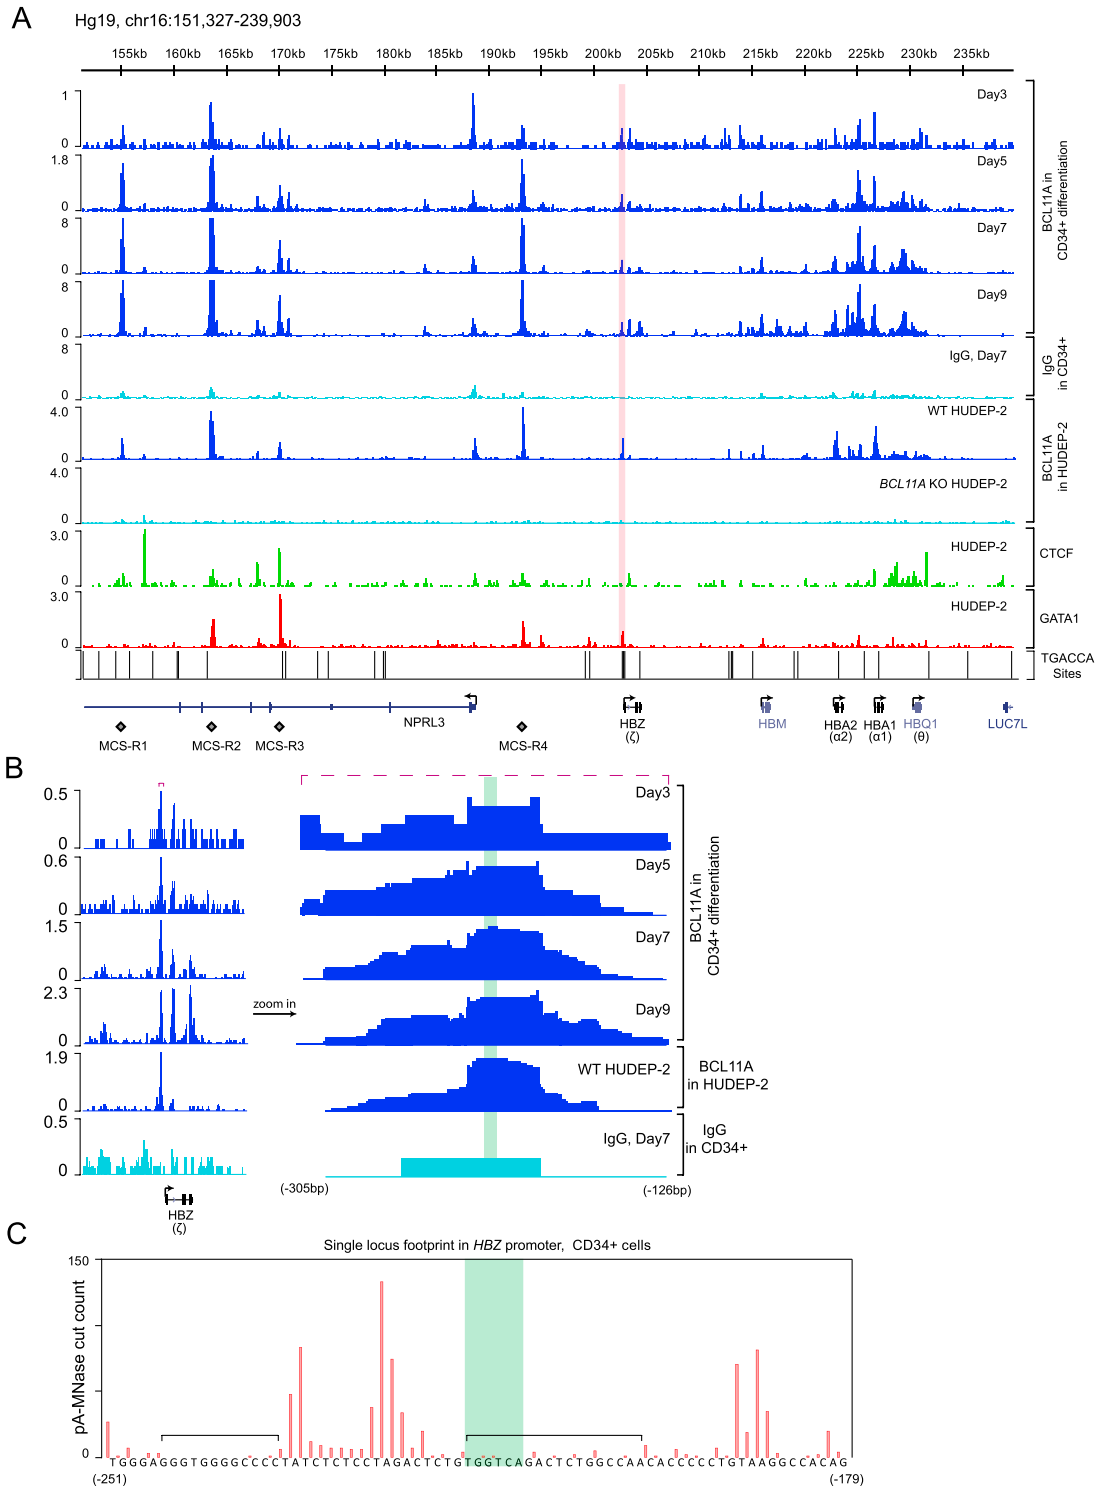 A
Hg19, chr16:151,327-239,903
155kb 160kb 165kb 170kb 175kb 185kb 190kb 195kb 200kb 205kb 210kb 215kb 220kb 225kb 230kb 235kb
1
0
Day3
1.8
0
Day5
8
0
Day7
8
0
Day9
BCL11A in
CD34+ differentiation
8
0
IgG, Day7
IgG
in CD34+
4.0
0
WT HUDEP-2
4.0
0
BCL11A KO HUDEP-2
BCL11A
in HUDEP-2
3.0
0
HUDEP-2
CTCF
3.0
0
HUDEP-2
GATA1
TGACCA
Sites
NPRL3
HBZ
(ζ)
HBM
HBA2
(α2)
HBA1
(α1)
HBQ1
(θ)
LUC7L
MCS-R1 MCS-R2 MCS-R3 MCS-R4
B
0.5
0
Day3
0.6
0
Day5
1.5
0
Day7
2.3
0
zoom in
Day9
BCL11A in
CD34+ differentiation
1.9
0
WT HUDEP-2
BCL11A
in HUDEP-2
0.5
0
IgG, Day7
IgG
in CD34+
(-305bp) (-126bp)
HBZ
(ζ)
C
Single locus footprint in HBZ promoter, CD34+ cells
pA-MNase cut count
150
0
TGGGAGGGTGGGGCCCCTATCTCTCCTAGACTCTGTGGTCAGACTCTGGCCAACACCCCCTGTAAGGCCACAG
(-251) (-179)